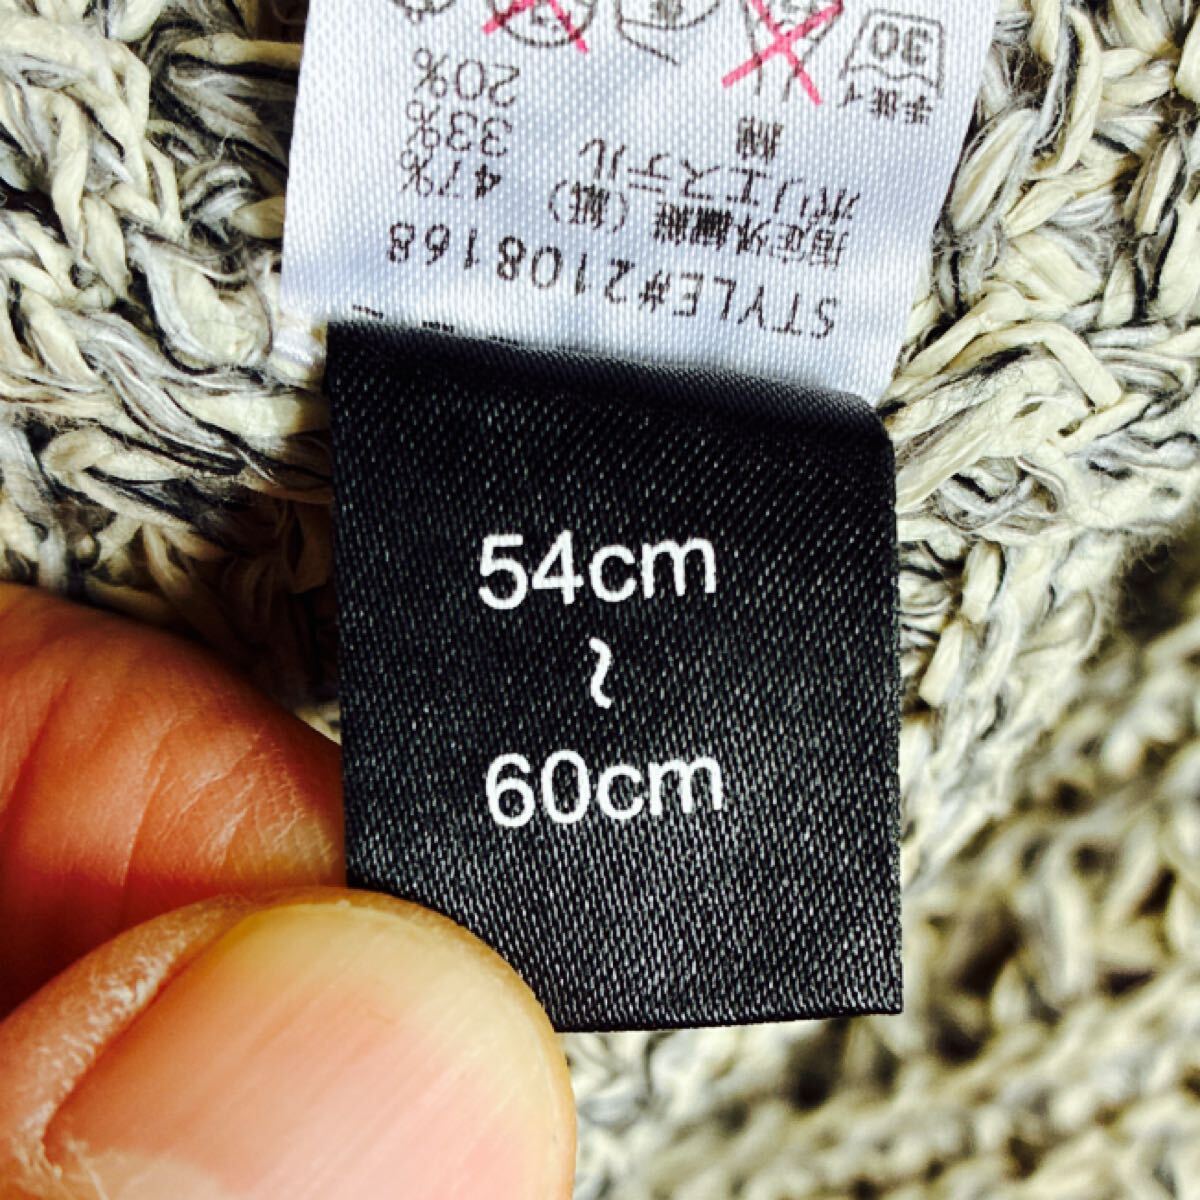 STYLE#2108168
指定外繊維(紙) 47%
ポリエステル 33%
綿 20%
手洗イ
30
54cm
~
60cm